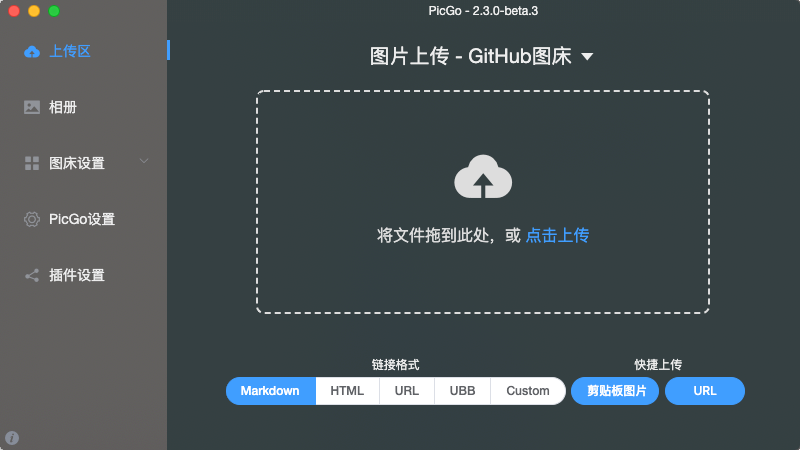 PicGo - 2.3.0-beta.3
上传区
相册
图床设置
PicGo设置
插件设置
图片上传 - GitHub图床
将文件拖到此处，或 点击上传
链接格式
Markdown HTML URL UBB Custom
快捷上传
剪贴板图片 URL